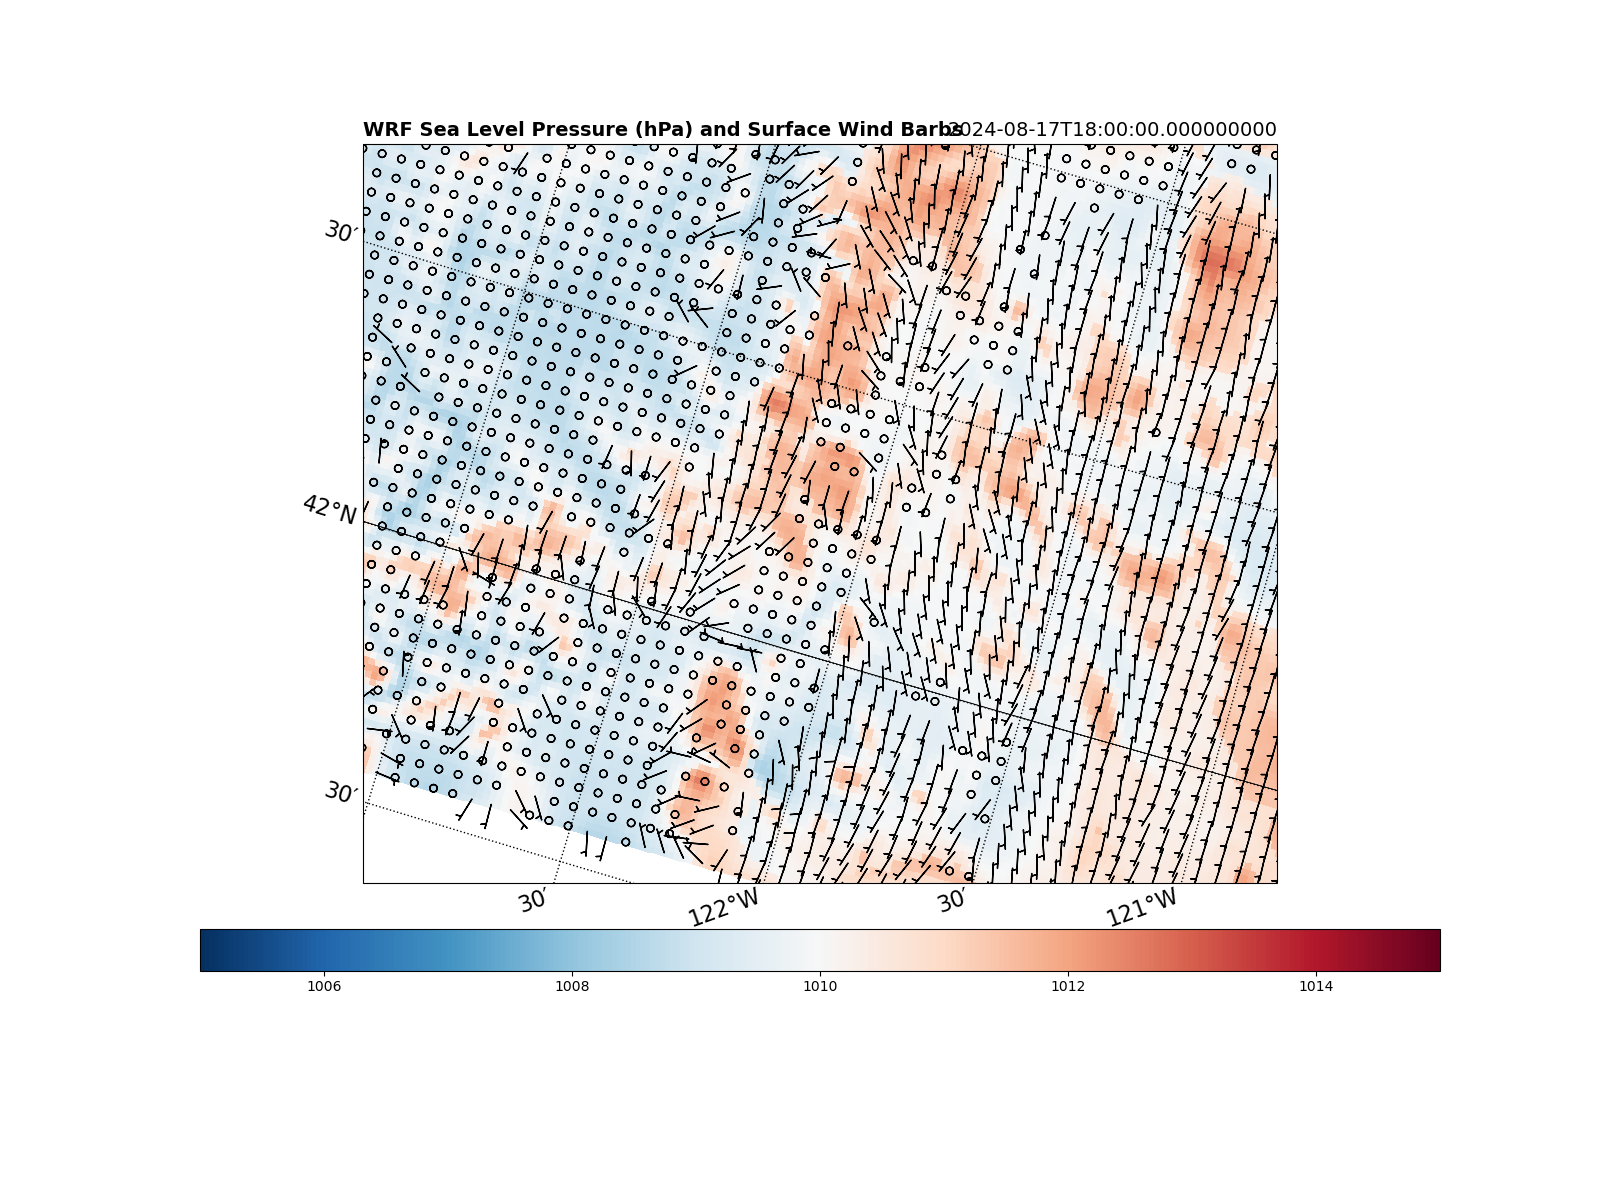 WRF Sea Level Pressure (hPa) and Surface Wind Barbs 2024-08-17T18:00:00.000000000
30′
42°N
30′
30′ 122°W 30′ 121°W
1006 1008 1010 1012 1014